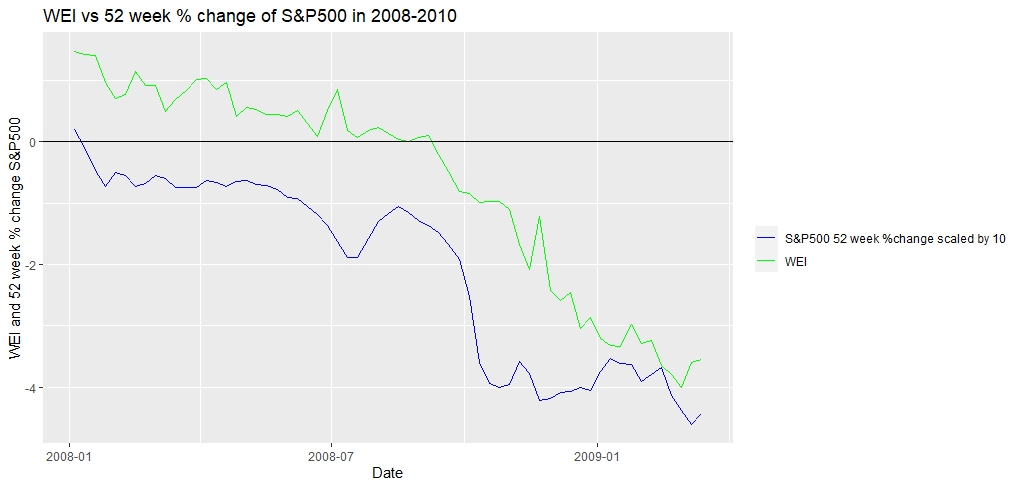 WEI vs 52 week % change of S&P500 in 2008-2010
WEI and 52 week % change S&P500
0
-2
-4
2008-01
2008-07
2009-01
Date
S&P500 52 week %change scaled by 10
WEI